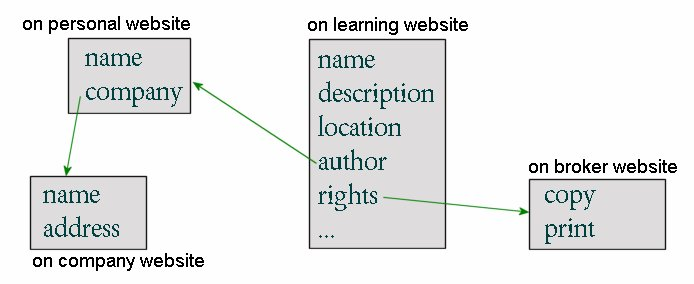 on personal website
name
company
on learning website
name
description
location
author
rights
...
on broker website
copy
print
name
address
on company website